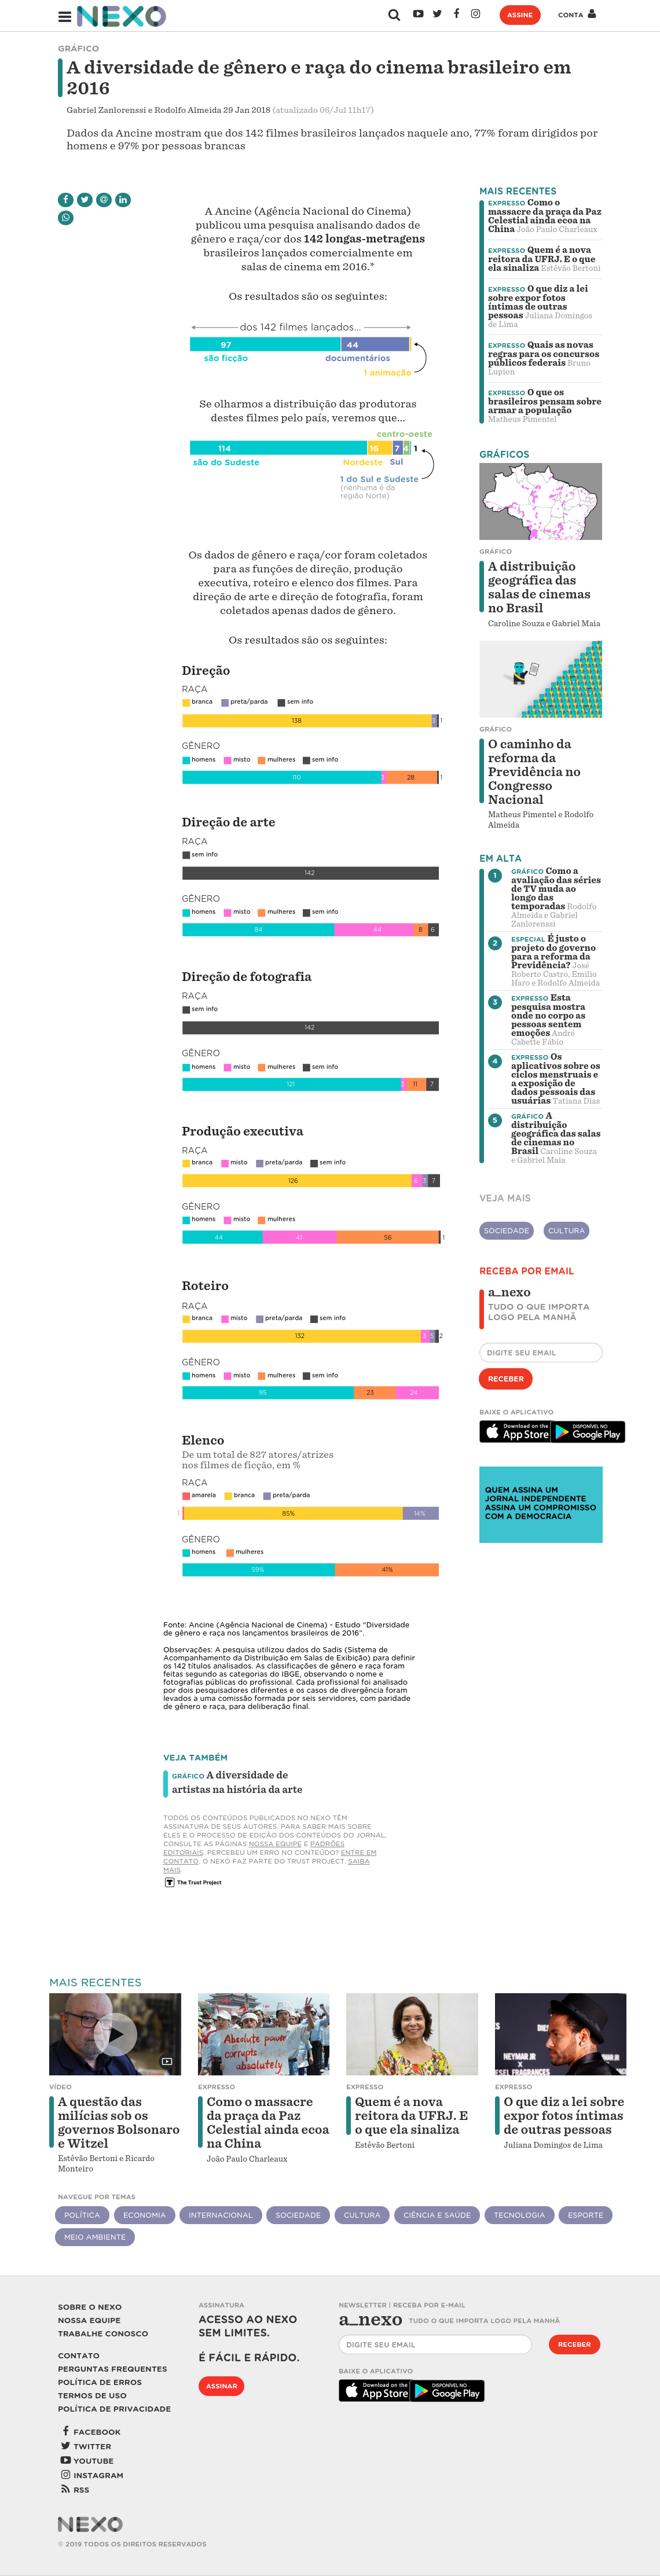 NEXO
ASSINE
CONTA
GRÁFICO
A diversidade de gênero e raça do cinema brasileiro em
2016
Gabriel Zanlorenssi e Rodolfo Almeida 29 Jan 2018 (atualizado 06/Jul 11h17)
Dados da Ancine mostram que dos 142 filmes brasileiros lançados naquele ano, 77% foram dirigidos por
homens e 97% por pessoas brancas
A Ancine (Agência Nacional do Cinema)
publicou uma pesquisa analisando dados de
gênero e raça/cor dos 142 longas-metragens
brasileiros lançados comercialmente em
salas de cinema em 2016.*
Os resultados são os seguintes:
dos 142 filmes lançados...
97
44
são ficção
documentários
1 animação
Se olharmos a distribuição das produtoras
destes filmes pelo país, veremos que...
centro-oeste
114
16
7
4
1
são do Sudeste
Nordeste
Sul
1 do Sul e Sudeste
(nenhuma é da
região Norte)
Os dados de gênero e raça/cor foram coletados
para as funções de direção, produção
executiva, roteiro e elenco dos filmes. Para
direção de arte e direção de fotografia, foram
coletados apenas dados de gênero.
Os resultados são os seguintes:
Direção
RAÇA
branca
preta/parda
sem info
138
3
1
GÊNERO
homens
misto
mulheres
sem info
110
3
28
1
Direção de arte
RAÇA
sem info
142
GÊNERO
homens
misto
mulheres
sem info
84
44
8
6
Direção de fotografia
RAÇA
sem info
142
GÊNERO
homens
misto
mulheres
sem info
121
11
7
Produção executiva
RAÇA
branca
misto
preta/parda
sem info
126
6
3
7
GÊNERO
homens
misto
mulheres
44
41
56
1
Roteiro
RAÇA
branca
misto
preta/parda
sem info
132
3
5
2
GÊNERO
homens
misto
mulheres
sem info
95
23
24
Elenco
De um total de 827 atores/atrizes
nos filmes de ficção, em %
RAÇA
amarela
branca
preta/parda
1
85%
14%
GÊNERO
homens
mulheres
59%
41%
Fonte: Ancine (Agência Nacional de Cinema) - Estudo "Diversidade
de gênero e raça nos lançamentos brasileiros de 2016".
Observações: A pesquisa utilizou dados do Sadis (Sistema de
Acompanhamento da Distribuição em Salas de Exibição) para definir
os 142 títulos analisados. As classificações de gênero e raça foram
feitas segundo as categorias do IBGE, observando o nome e
fotografias públicas do profissional. Cada profissional foi analisado
por dois pesquisadores diferentes e os casos de divergência foram
levados a uma comissão formada por seis servidores, com paridade
de gênero e raça, para deliberação final.
VEJA TAMBÉM
GRÁFICO A diversidade de
artistas na história da arte
TODOS OS CONTEÚDOS PUBLICADOS NO NEXO TÊM
ASSINATURA DE SEUS AUTORES. PARA SABER MAIS SOBRE
ELES E O PROCESSO DE EDIÇÃO DOS CONTEÚDOS DO JORNAL,
CONSULTE AS PÁGINAS NOSSA EQUIPE E PADRÕES
EDITORIAIS. PERCEBEU UM ERRO NO CONTEÚDO? ENTRE EM
CONTATO. O NEXO FAZ PARTE DO TRUST PROJECT. SAIBA
MAIS.
T The Trust Project
MAIS RECENTES
EXPRESSO Como o
massacre da praça da Paz
Celestial ainda ecoa na
China João Paulo Charleaux
EXPRESSO Quem é a nova
reitora da UFRJ. E o que
ela sinaliza Estêvão Bertoni
EXPRESSO O que diz a lei
sobre expor fotos
íntimas de outras
pessoas Juliana Domingos
de Lima
EXPRESSO Quais as novas
regras para os concursos
públicos federais Bruno
Lupion
EXPRESSO O que os
brasileiros pensam sobre
armar a população
Matheus Pimentel
GRÁFICOS
GRÁFICO
A distribuição
geográfica das
salas de cinemas
no Brasil
Caroline Souza e Gabriel Maia
GRÁFICO
O caminho da
reforma da
Previdência no
Congresso
Nacional
Matheus Pimentel e Rodolfo
Almeida
EM ALTA
1
GRÁFICO Como a
avaliação das séries
de TV muda ao
longo das
temporadas Rodolfo
Almeida e Gabriel
Zanlorenssi
2
ESPECIAL É justo o
projeto do governo
para a reforma da
Previdência? José
Roberto Castro, Emilio
Haro e Rodolfo Almeida
3
EXPRESSO Esta
pesquisa mostra
onde no corpo as
pessoas sentem
emoções André
Cabette Fábio
4
EXPRESSO Os
aplicativos sobre os
ciclos menstruais e
a exposição de
dados pessoais das
usuárias Tatiana Dias
5
GRÁFICO A
distribuição
geográfica das salas
de cinemas no
Brasil Caroline Souza
e Gabriel Maia
VEJA MAIS
SOCIEDADE
CULTURA
RECEBA POR EMAIL
a_nexo
TUDO O QUE IMPORTA
LOGO PELA MANHÃ
DIGITE SEU EMAIL
RECEBER
BAIXE O APLICATIVO
Download on the
App Store
DISPONÍVEL NO
Google Play
QUEM ASSINA UM
JORNAL INDEPENDENTE
ASSINA UM COMPROMISSO
COM A DEMOCRACIA
MAIS RECENTES
Absolute power
corrupts
absolutely
NEYMAR JR
DIESEL FRAGRANCES
VÍDEO
A questão das
milícias sob os
governos Bolsonaro
e Witzel
Estêvão Bertoni e Ricardo
Monteiro
EXPRESSO
Como o massacre
da praça da Paz
Celestial ainda ecoa
na China
João Paulo Charleaux
EXPRESSO
Quem é a nova
reitora da UFRJ. E
o que ela sinaliza
Estêvão Bertoni
EXPRESSO
O que diz a lei sobre
expor fotos íntimas
de outras pessoas
Juliana Domingos de Lima
NAVEGUE POR TEMAS
POLÍTICA
ECONOMIA
INTERNACIONAL
SOCIEDADE
CULTURA
CIÊNCIA E SAÚDE
TECNOLOGIA
ESPORTE
MEIO AMBIENTE
SOBRE O NEXO
NOSSA EQUIPE
TRABALHE CONOSCO
CONTATO
PERGUNTAS FREQUENTES
POLÍTICA DE ERROS
TERMOS DE USO
POLÍTICA DE PRIVACIDADE
FACEBOOK
TWITTER
YOUTUBE
INSTAGRAM
RSS
ASSINATURA
ACESSO AO NEXO
SEM LIMITES.
É FÁCIL E RÁPIDO.
ASSINAR
NEWSLETTER | RECEBA POR E-MAIL
a_nexo TUDO O QUE IMPORTA LOGO PELA MANHÃ
DIGITE SEU EMAIL
RECEBER
BAIXE O APLICATIVO
Download on the
App Store
DISPONÍVEL NO
Google Play
NEXO
© 2019 TODOS OS DIREITOS RESERVADOS